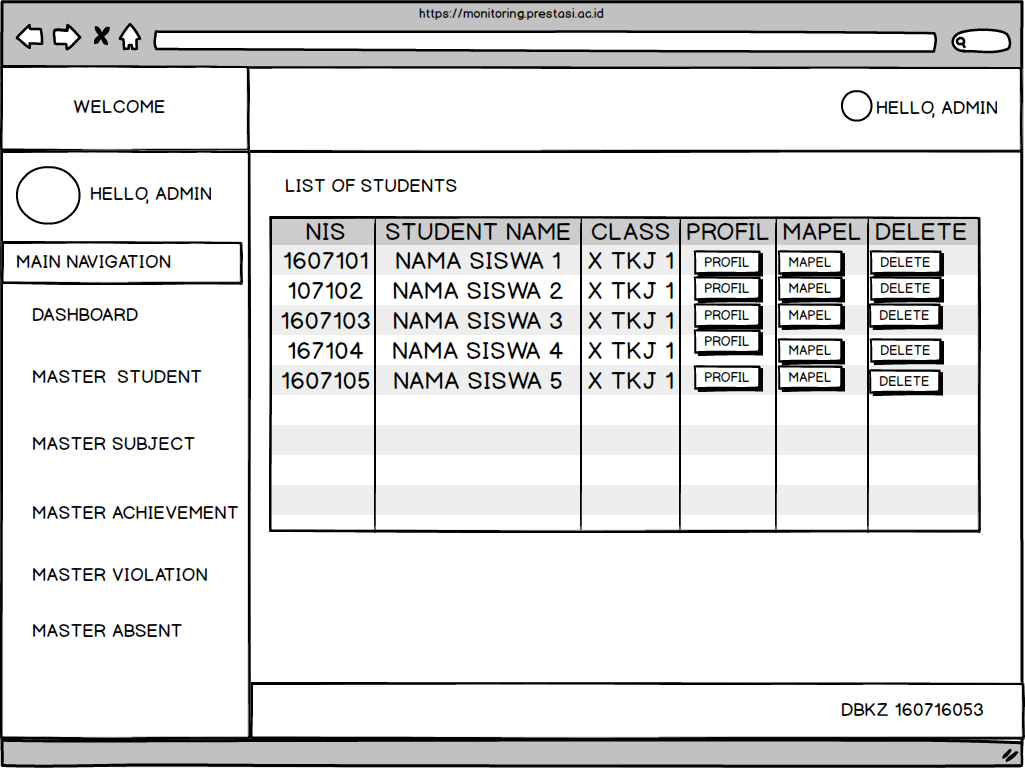 https://monitoring.prestasi.ac.id
WELCOME
HELLO, ADMIN
HELLO, ADMIN
MAIN NAVIGATION
DASHBOARD
MASTER STUDENT
MASTER SUBJECT
MASTER ACHIEVEMENT
MASTER VIOLATION
MASTER ABSENT
LIST OF STUDENTS
NIS STUDENT NAME CLASS PROFIL MAPEL DELETE
1607101 NAMA SISWA 1 X TKJ 1 PROFIL MAPEL DELETE
107102 NAMA SISWA 2 X TKJ 1 PROFIL MAPEL DELETE
1607103 NAMA SISWA 3 X TKJ 1 PROFIL MAPEL DELETE
167104 NAMA SISWA 4 X TKJ 1 PROFIL MAPEL DELETE
1607105 NAMA SISWA 5 X TKJ 1 PROFIL MAPEL DELETE
DBKZ 160716053